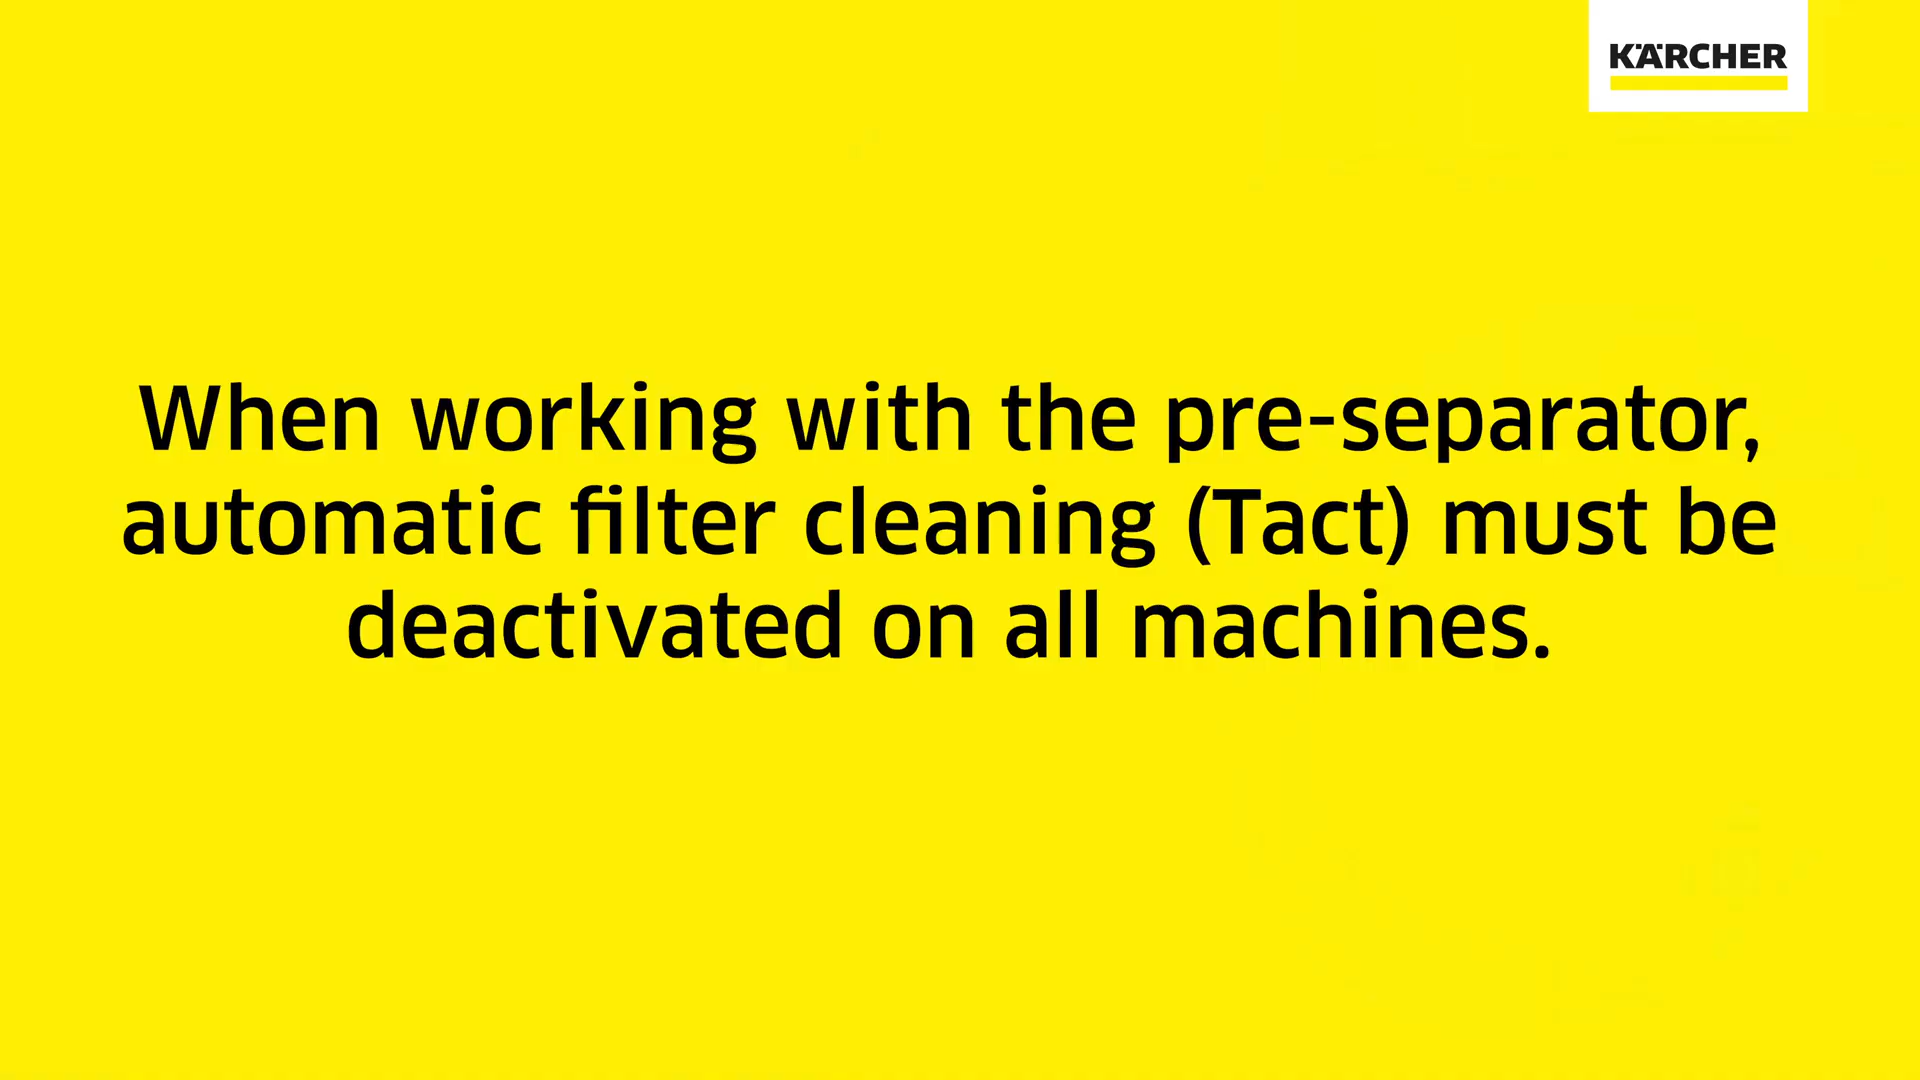 KÄRCHER
When working with the pre-separator,
automatic filter cleaning (Tact) must be
deactivated on all machines.